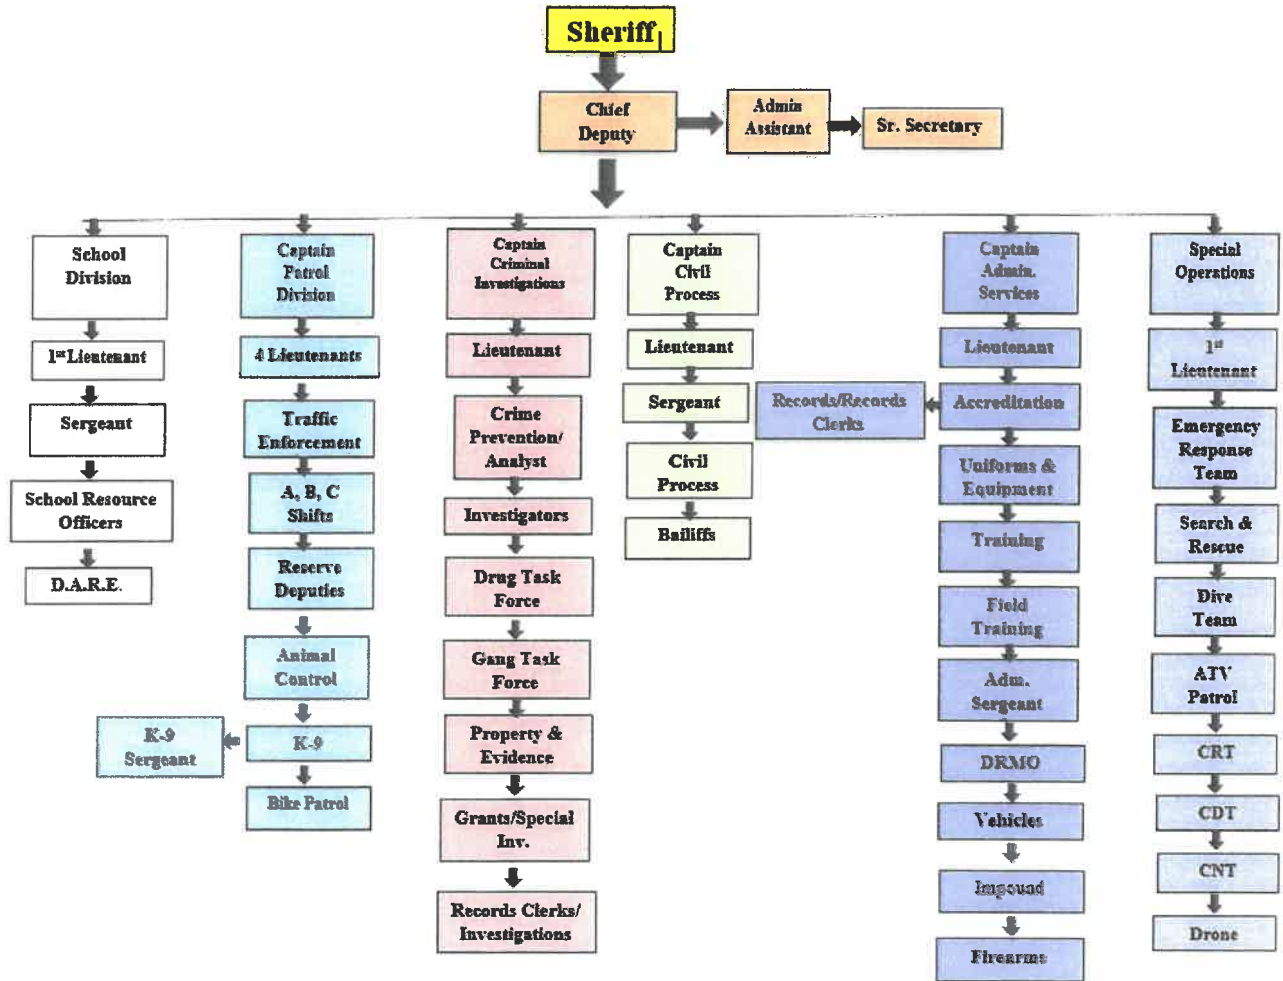 Sheriff
Chief
Deputy
Admin
Assistant
Sr. Secretary
School
Division
1st Lieutenant
Sergeant
School Resource
Officers
D.A.R.E.
Captain
Patrol
Division
4 Lieutenants
Traffic
Enforcement
A, B, C
Shifts
Reserve
Deputies
Animal
Control
K-9
K-9
Sergeant
Bike Patrol
Captain
Criminal
Investigations
Lieutenant
Crime
Prevention/
Analyst
Investigators
Drug Task
Force
Gang Task
Force
Property &
Evidence
Grants/Special
Inv.
Records Clerks/
Investigations
Captain
Civil
Process
Lieutenant
Sergeant
Civil
Process
Bailiffs
Captain
Admin.
Services
Lieutenant
Accreditation
Records/Records
Clerks
Uniforms &
Equipment
Training
Field
Training
Adm.
Sergeant
DRMO
Vehicles
Impound
Firearms
Special
Operations
1st
Lieutenant
Emergency
Response
Team
Search &
Rescue
Dive
Team
ATV
Patrol
CRT
CDT
CNT
Drone